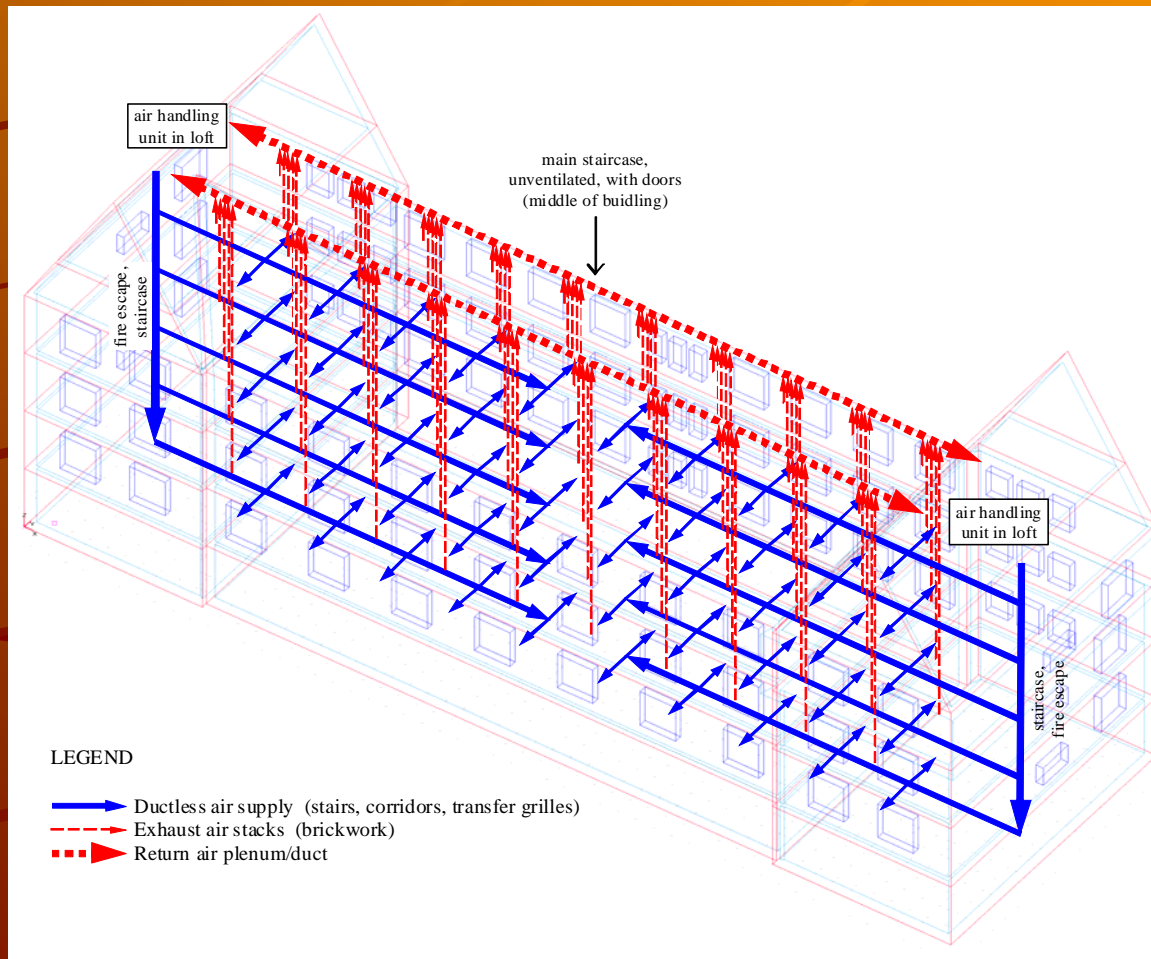 air handling
unit in loft
main staircase,
unventilated, with doors
(middle of buidling)
fire escape,
staircase
air handling
unit in loft
staircase,
fire escape
LEGEND
Ductless air supply (stairs, corridors, transfer grilles)
Exhaust air stacks (brickwork)
Return air plenum/duct